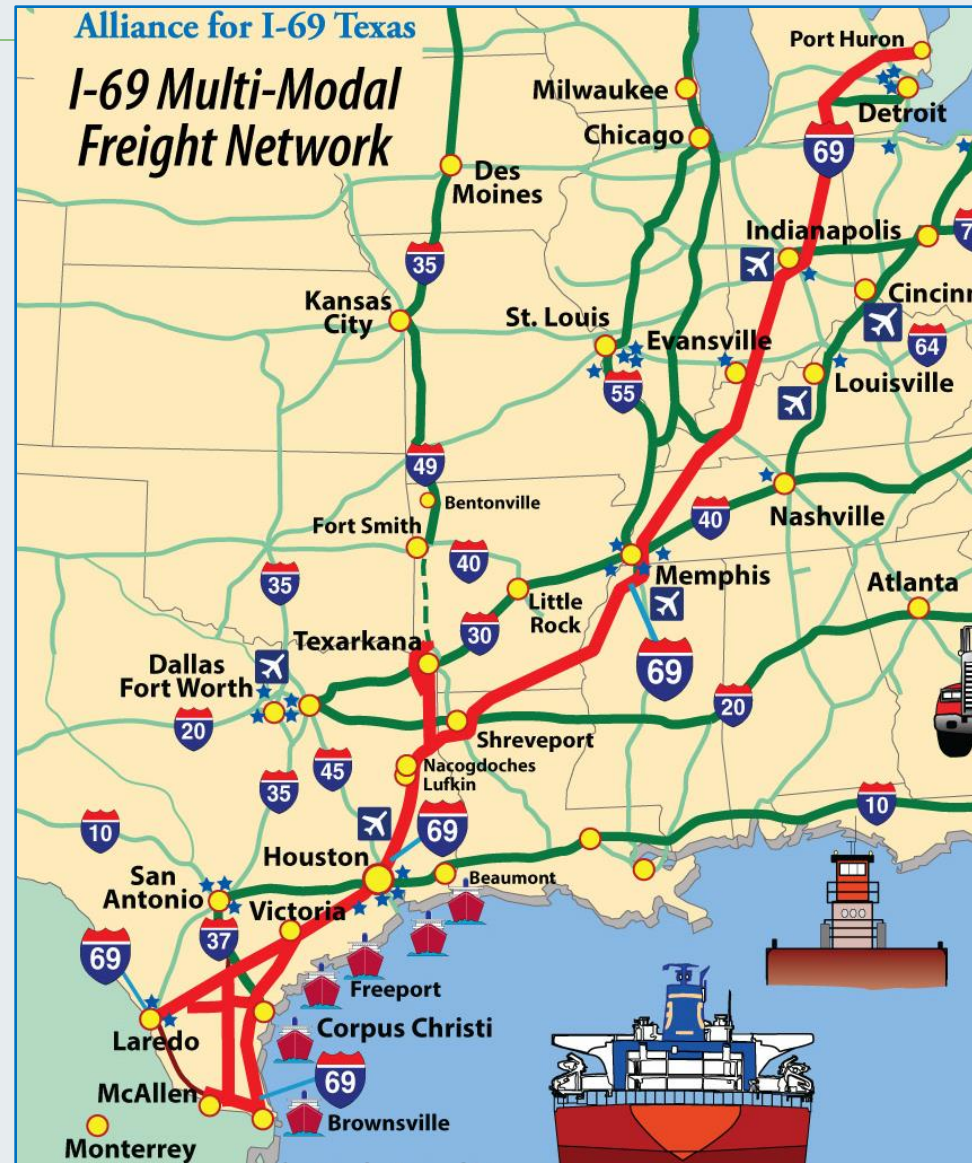 Alliance for I-69 Texas
I-69 Multi-Modal
Freight Network
Port Huron
Milwaukee
Detroit
Chicago
69
Des
Moines
Indianapolis
7
35
Kansas
City
Cincinn
St. Louis
Evansville
64
55
Louisville
49
Bentonville
Fort Smith
40
Nashville
40
35
Memphis
Atlanta
Little
Rock
30
Texarkana
69
Dallas
Fort Worth
20
20
Shreveport
Nacogdoches
Lufkin
45
35
10
69
10
Houston
Beaumont
San
Antonio
Victoria
37
69
Freeport
Corpus Christi
Laredo
69
McAllen
Brownsville
Monterrey